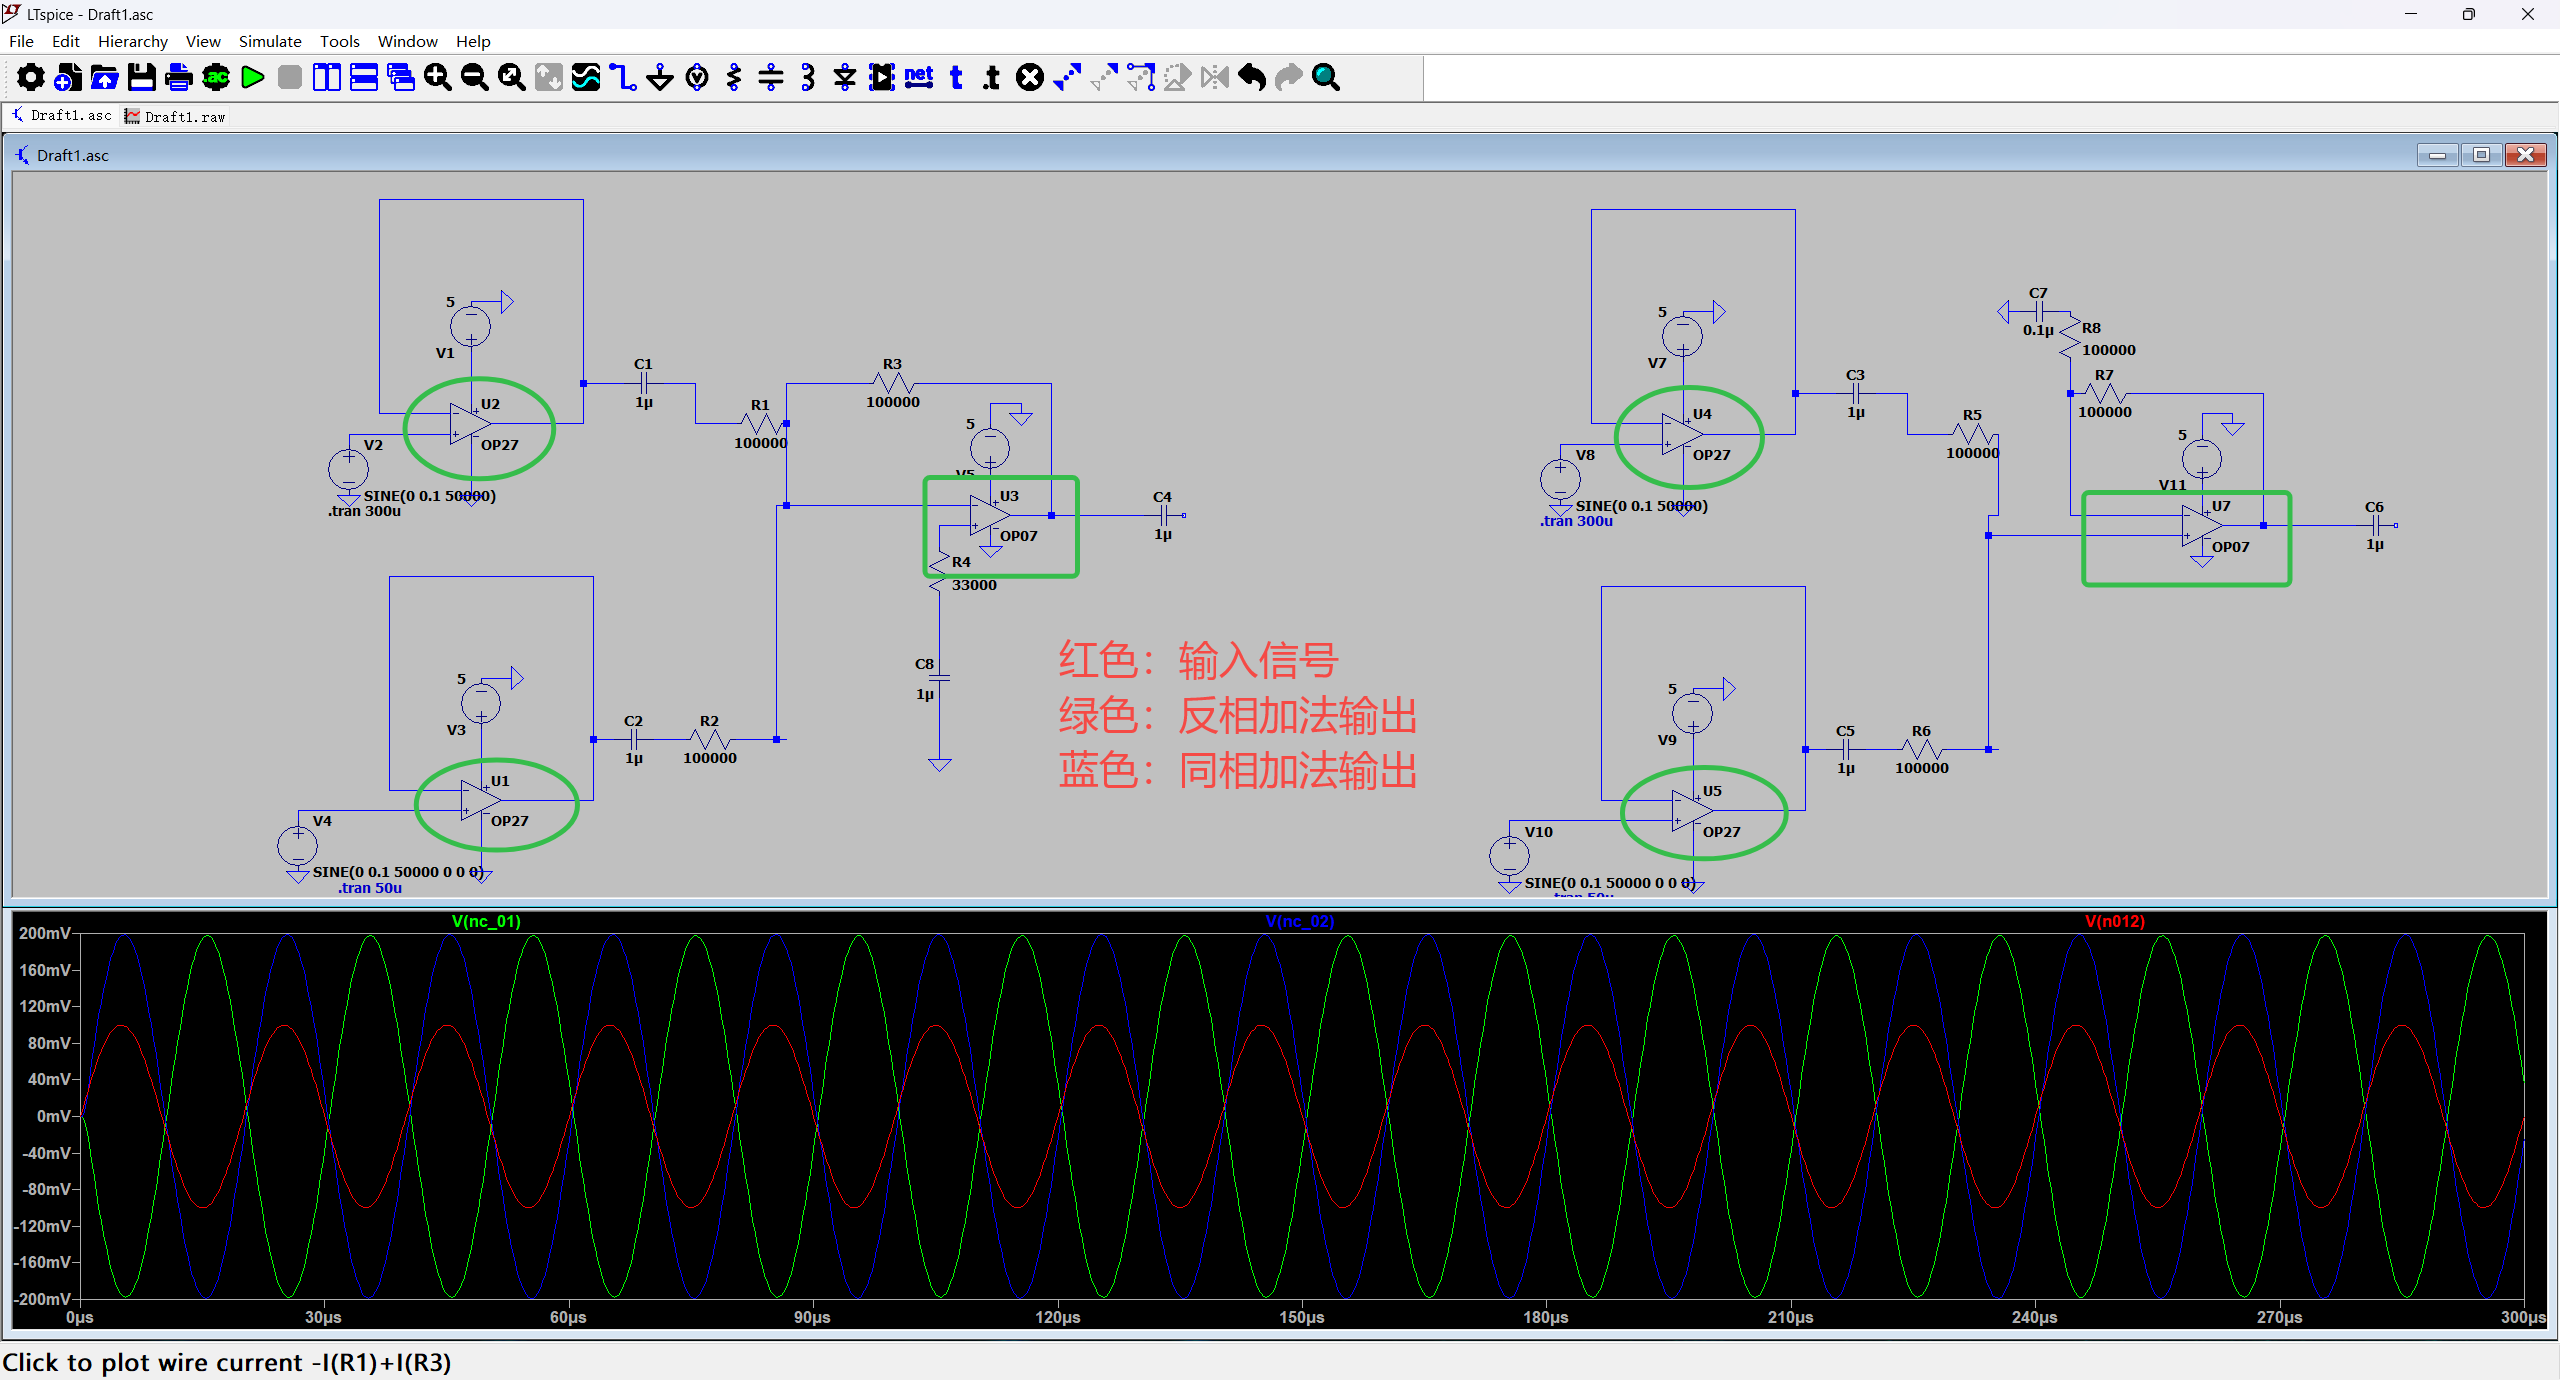 LTspice - Draft1.asc
File Edit Hierarchy View Simulate Tools Window Help
.ac net t .t
Draft1.asc Draft1.raw
Draft1.asc
5
V1
U2
OP27
V2
SINE(0 0.1 50000)
.tran 300u
C1
1µ
R1
100000
R3
100000
5
V5
U3
OP07
R4
33000
C4
1µ
C8
1µ
5
V3
U1
OP27
V4
SINE(0 0.1 50000 0 0 0)
.tran 50u
C2
1µ
R2
100000
红色：输入信号
绿色：反相加法输出
蓝色：同相加法输出
5
V7
U4
OP27
V8
SINE(0 0.1 50000)
.tran 300u
C3
1µ
R5
100000
C7
0.1µ
R8
100000
R7
100000
5
V11
U7
OP07
C6
1µ
5
V9
U5
OP27
V10
SINE(0 0.1 50000 0 0 0)
.tran 50u
C5
1µ
R6
100000
V(nc_01) V(nc_02) V(n012)
200mV
160mV
120mV
80mV
40mV
0mV
-40mV
-80mV
-120mV
-160mV
-200mV
0µs 30µs 60µs 90µs 120µs 150µs 180µs 210µs 240µs 270µs 300µs
Click to plot wire current -I(R1)+I(R3)